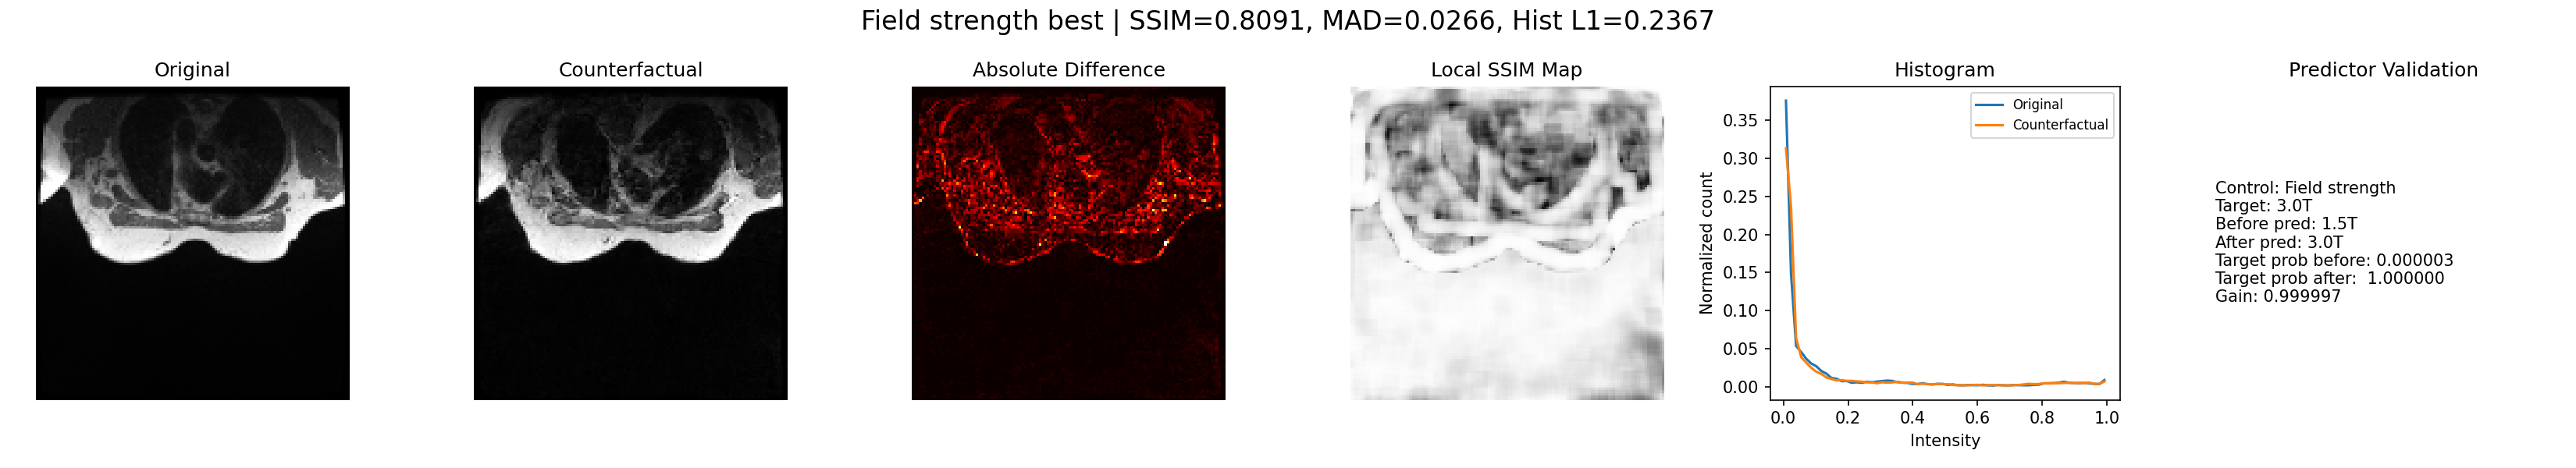 Field strength best | SSIM=0.8091, MAD=0.0266, Hist L1=0.2367
Original
Counterfactual
Absolute Difference
Local SSIM Map
Histogram
Predictor Validation
Original
Counterfactual
Normalized count
0.35
0.30
0.25
0.20
0.15
0.10
0.05
0.00
0.0 0.2 0.4 0.6 0.8 1.0
Intensity
Control: Field strength
Target: 3.0T
Before pred: 1.5T
After pred: 3.0T
Target prob before: 0.000003
Target prob after:  1.000000
Gain: 0.999997